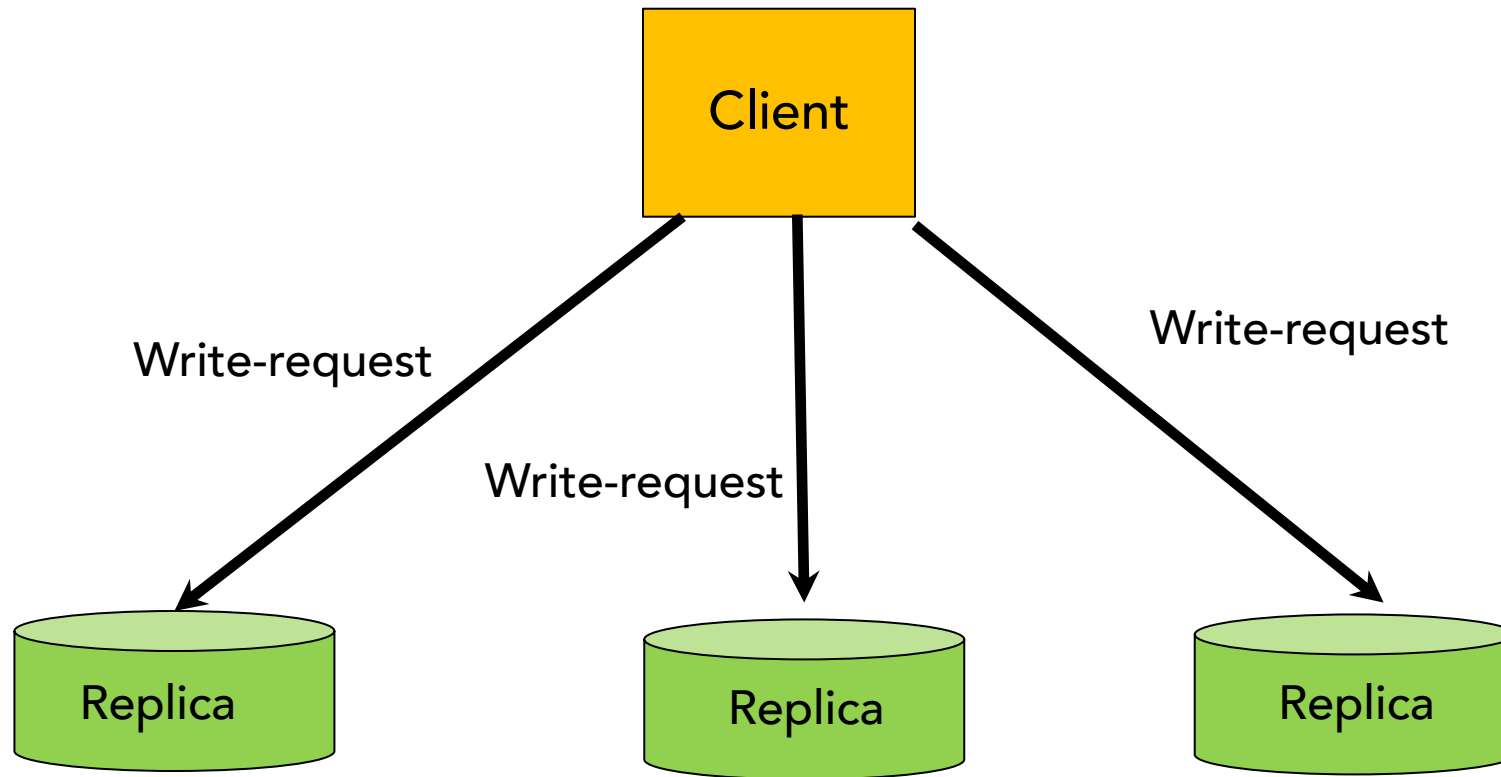 Client
Write-request
Write-request
Write-request
Replica
Replica
Replica